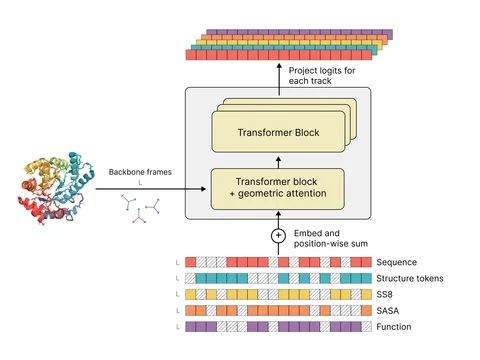 Project logits for
each track
Transformer Block
Backbone frames
L
Transformer block
+ geometric attention
+
Embed and
position-wise sum
L
Sequence
L
Structure tokens
L
SS8
L
SASA
L
Function